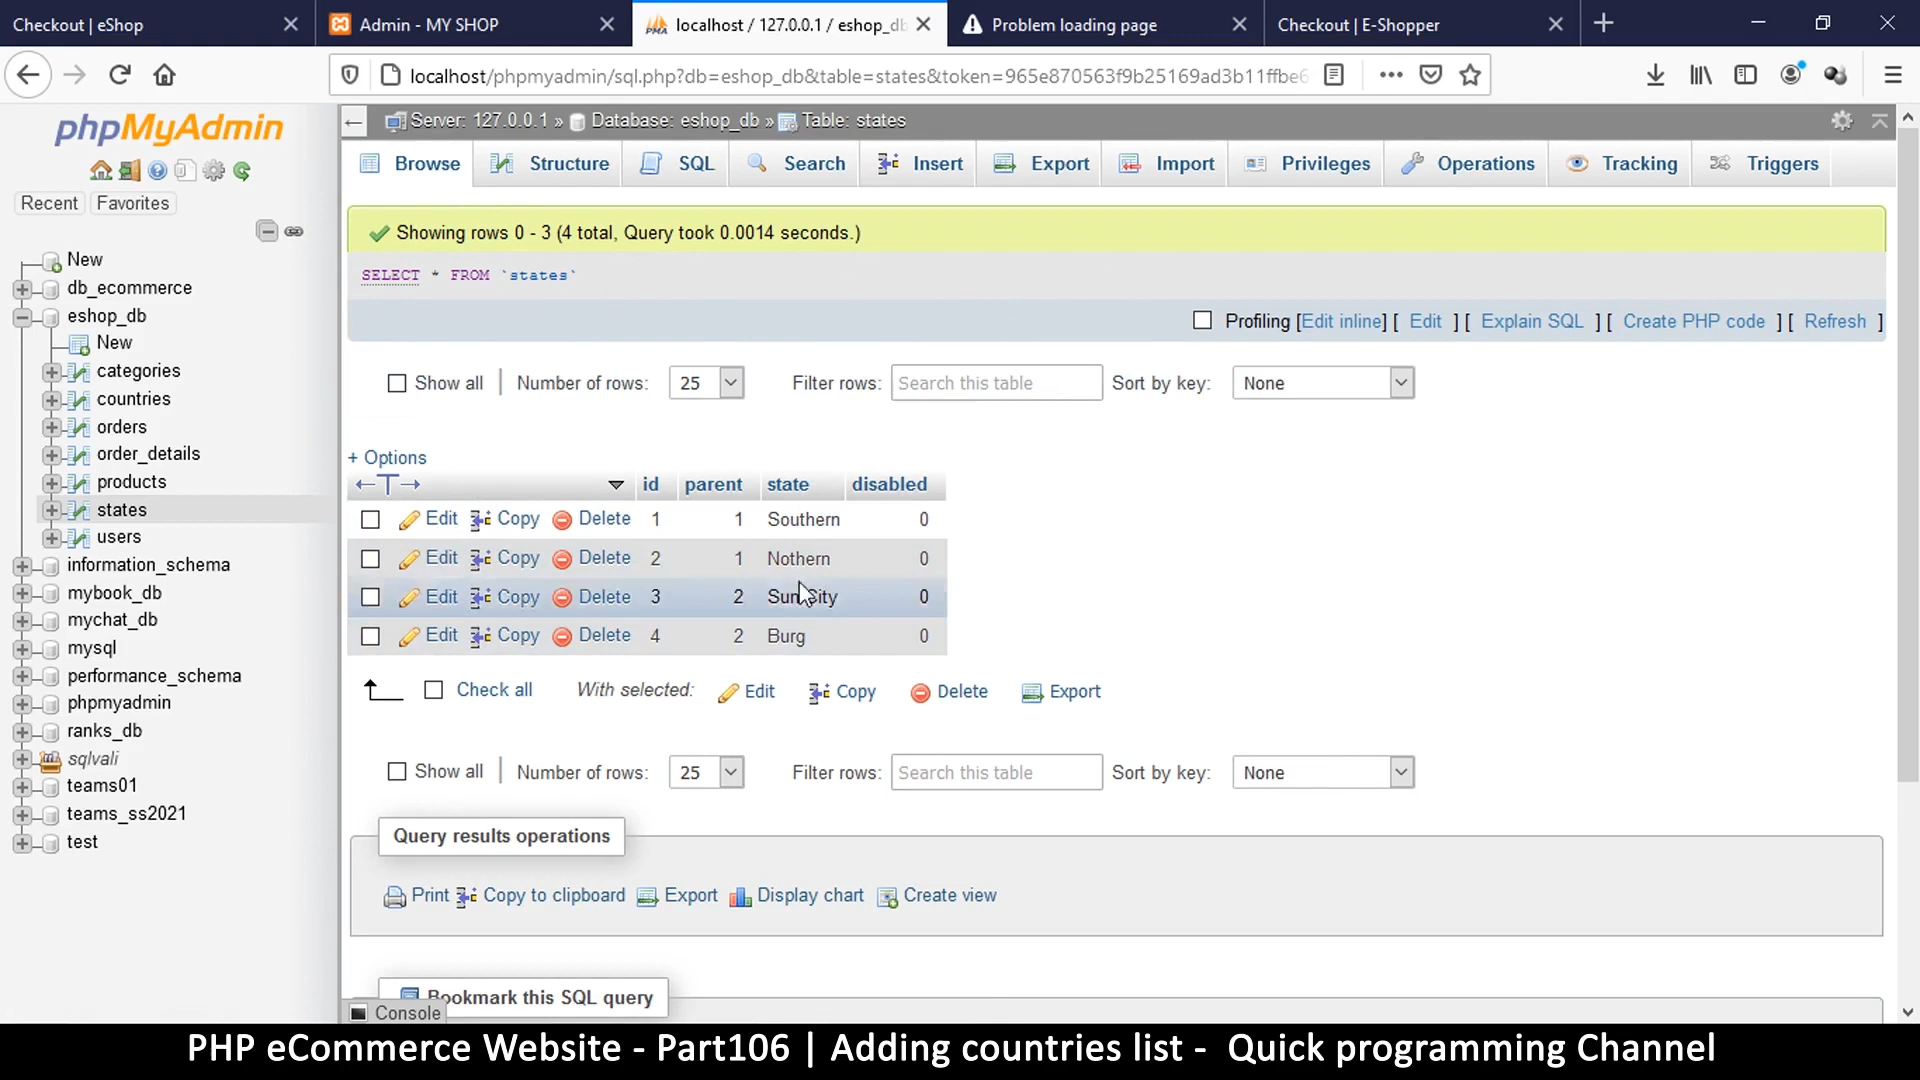 Checkout | eShop
Admin - MY SHOP
localhost / 127.0.0.1 / eshop_db
Problem loading page
Checkout | E-Shopper
localhost/phpmyadmin/sql.php?db=eshop_db&table=states&token=965e870563f9b25169ad3b11ffbe6
phpMyAdmin
Recent
Favorites
New
db_ecommerce
eshop_db
New
categories
countries
orders
order_details
products
states
users
information_schema
mybook_db
mychat_db
mysql
performance_schema
phpmyadmin
ranks_db
sqlvali
teams01
teams_ss2021
test
Server: 127.0.0.1 » Database: eshop_db » Table: states
Browse Structure SQL Search Insert Export Import Privileges Operations Tracking Triggers
Showing rows 0 - 3 (4 total, Query took 0.0014 seconds.)
SELECT * FROM `states`
Profiling [Edit inline] [ Edit ] [ Explain SQL ] [ Create PHP code ] [ Refresh ]
Show all | Number of rows: 25 Filter rows: Search this table Sort by key: None
+ Options
←T→ id parent state disabled
Edit Copy Delete 1 1 Southern 0
Edit Copy Delete 2 1 Nothern 0
Edit Copy Delete 3 2 Sun City 0
Edit Copy Delete 4 2 Burg 0
Check all With selected: Edit Copy Delete Export
Show all | Number of rows: 25 Filter rows: Search this table Sort by key: None
Query results operations
Print Copy to clipboard Export Display chart Create view
Bookmark this SQL query
Console
PHP eCommerce Website - Part106 | Adding countries list - Quick programming Channel